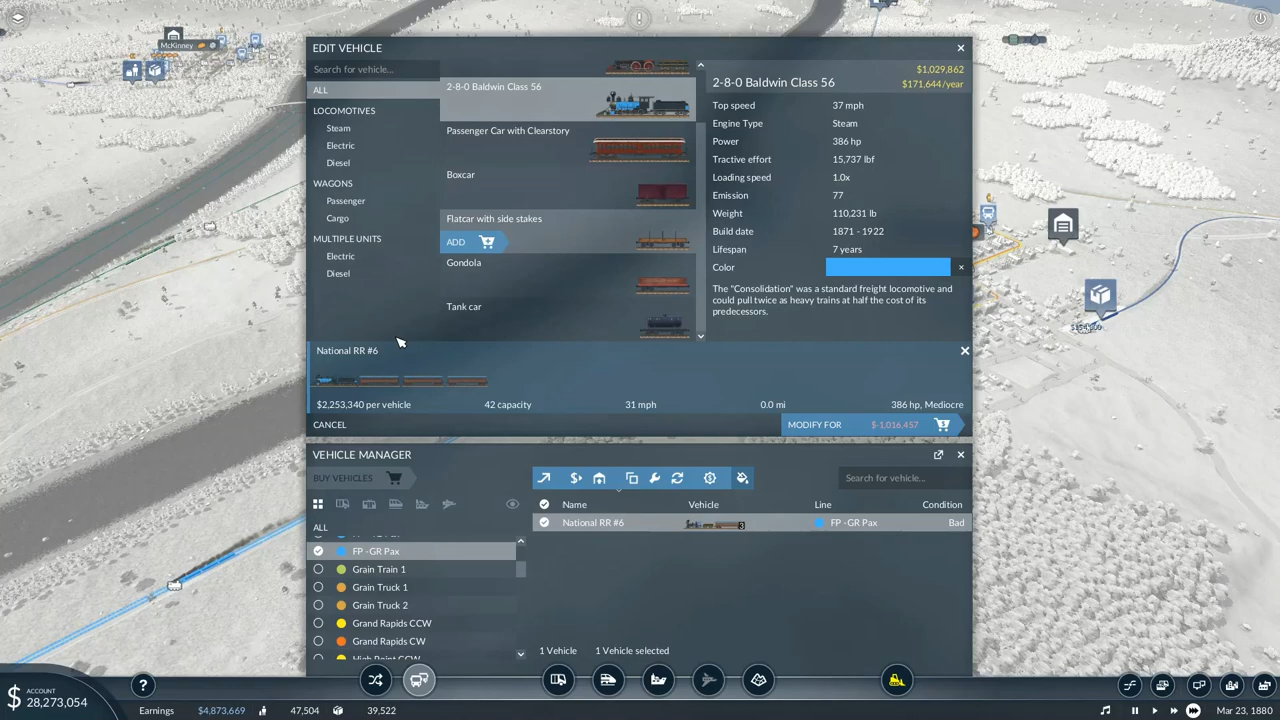 McKinney
EDIT VEHICLE
Search for vehicle...
ALL
LOCOMOTIVES
Steam
Electric
Diesel
WAGONS
Passenger
Cargo
MULTIPLE UNITS
Electric
Diesel
2-8-0 Baldwin Class 56
Passenger Car with Clearstory
Boxcar
Flatcar with side stakes
ADD
Gondola
Tank car
2-8-0 Baldwin Class 56
$1,029,862
$171,644/year
Top speed 37 mph
Engine Type Steam
Power 386 hp
Tractive effort 15,737 lbf
Loading speed 1.0x
Emission 77
Weight 110,231 lb
Build date 1871 - 1922
Lifespan 7 years
Color
The "Consolidation" was a standard freight locomotive and
could pull twice as heavy trains at half the cost of its
predecessors.
National RR #6
$2,253,340 per vehicle 42 capacity 31 mph 0.0 mi 386 hp, Mediocre
CANCEL
MODIFY FOR $-1,016,457
VEHICLE MANAGER
BUY VEHICLES
Search for vehicle...
ALL
FP -GR Pax
Grain Train 1
Grain Truck 1
Grain Truck 2
Grand Rapids CCW
Grand Rapids CW
High Point CCW
Name Vehicle Line Condition
National RR #6 3 FP -GR Pax Bad
1 Vehicle 1 Vehicle selected
$ ACCOUNT
28,273,054
?
Earnings $4,873,669 47,504 39,522
Mar 23, 1880